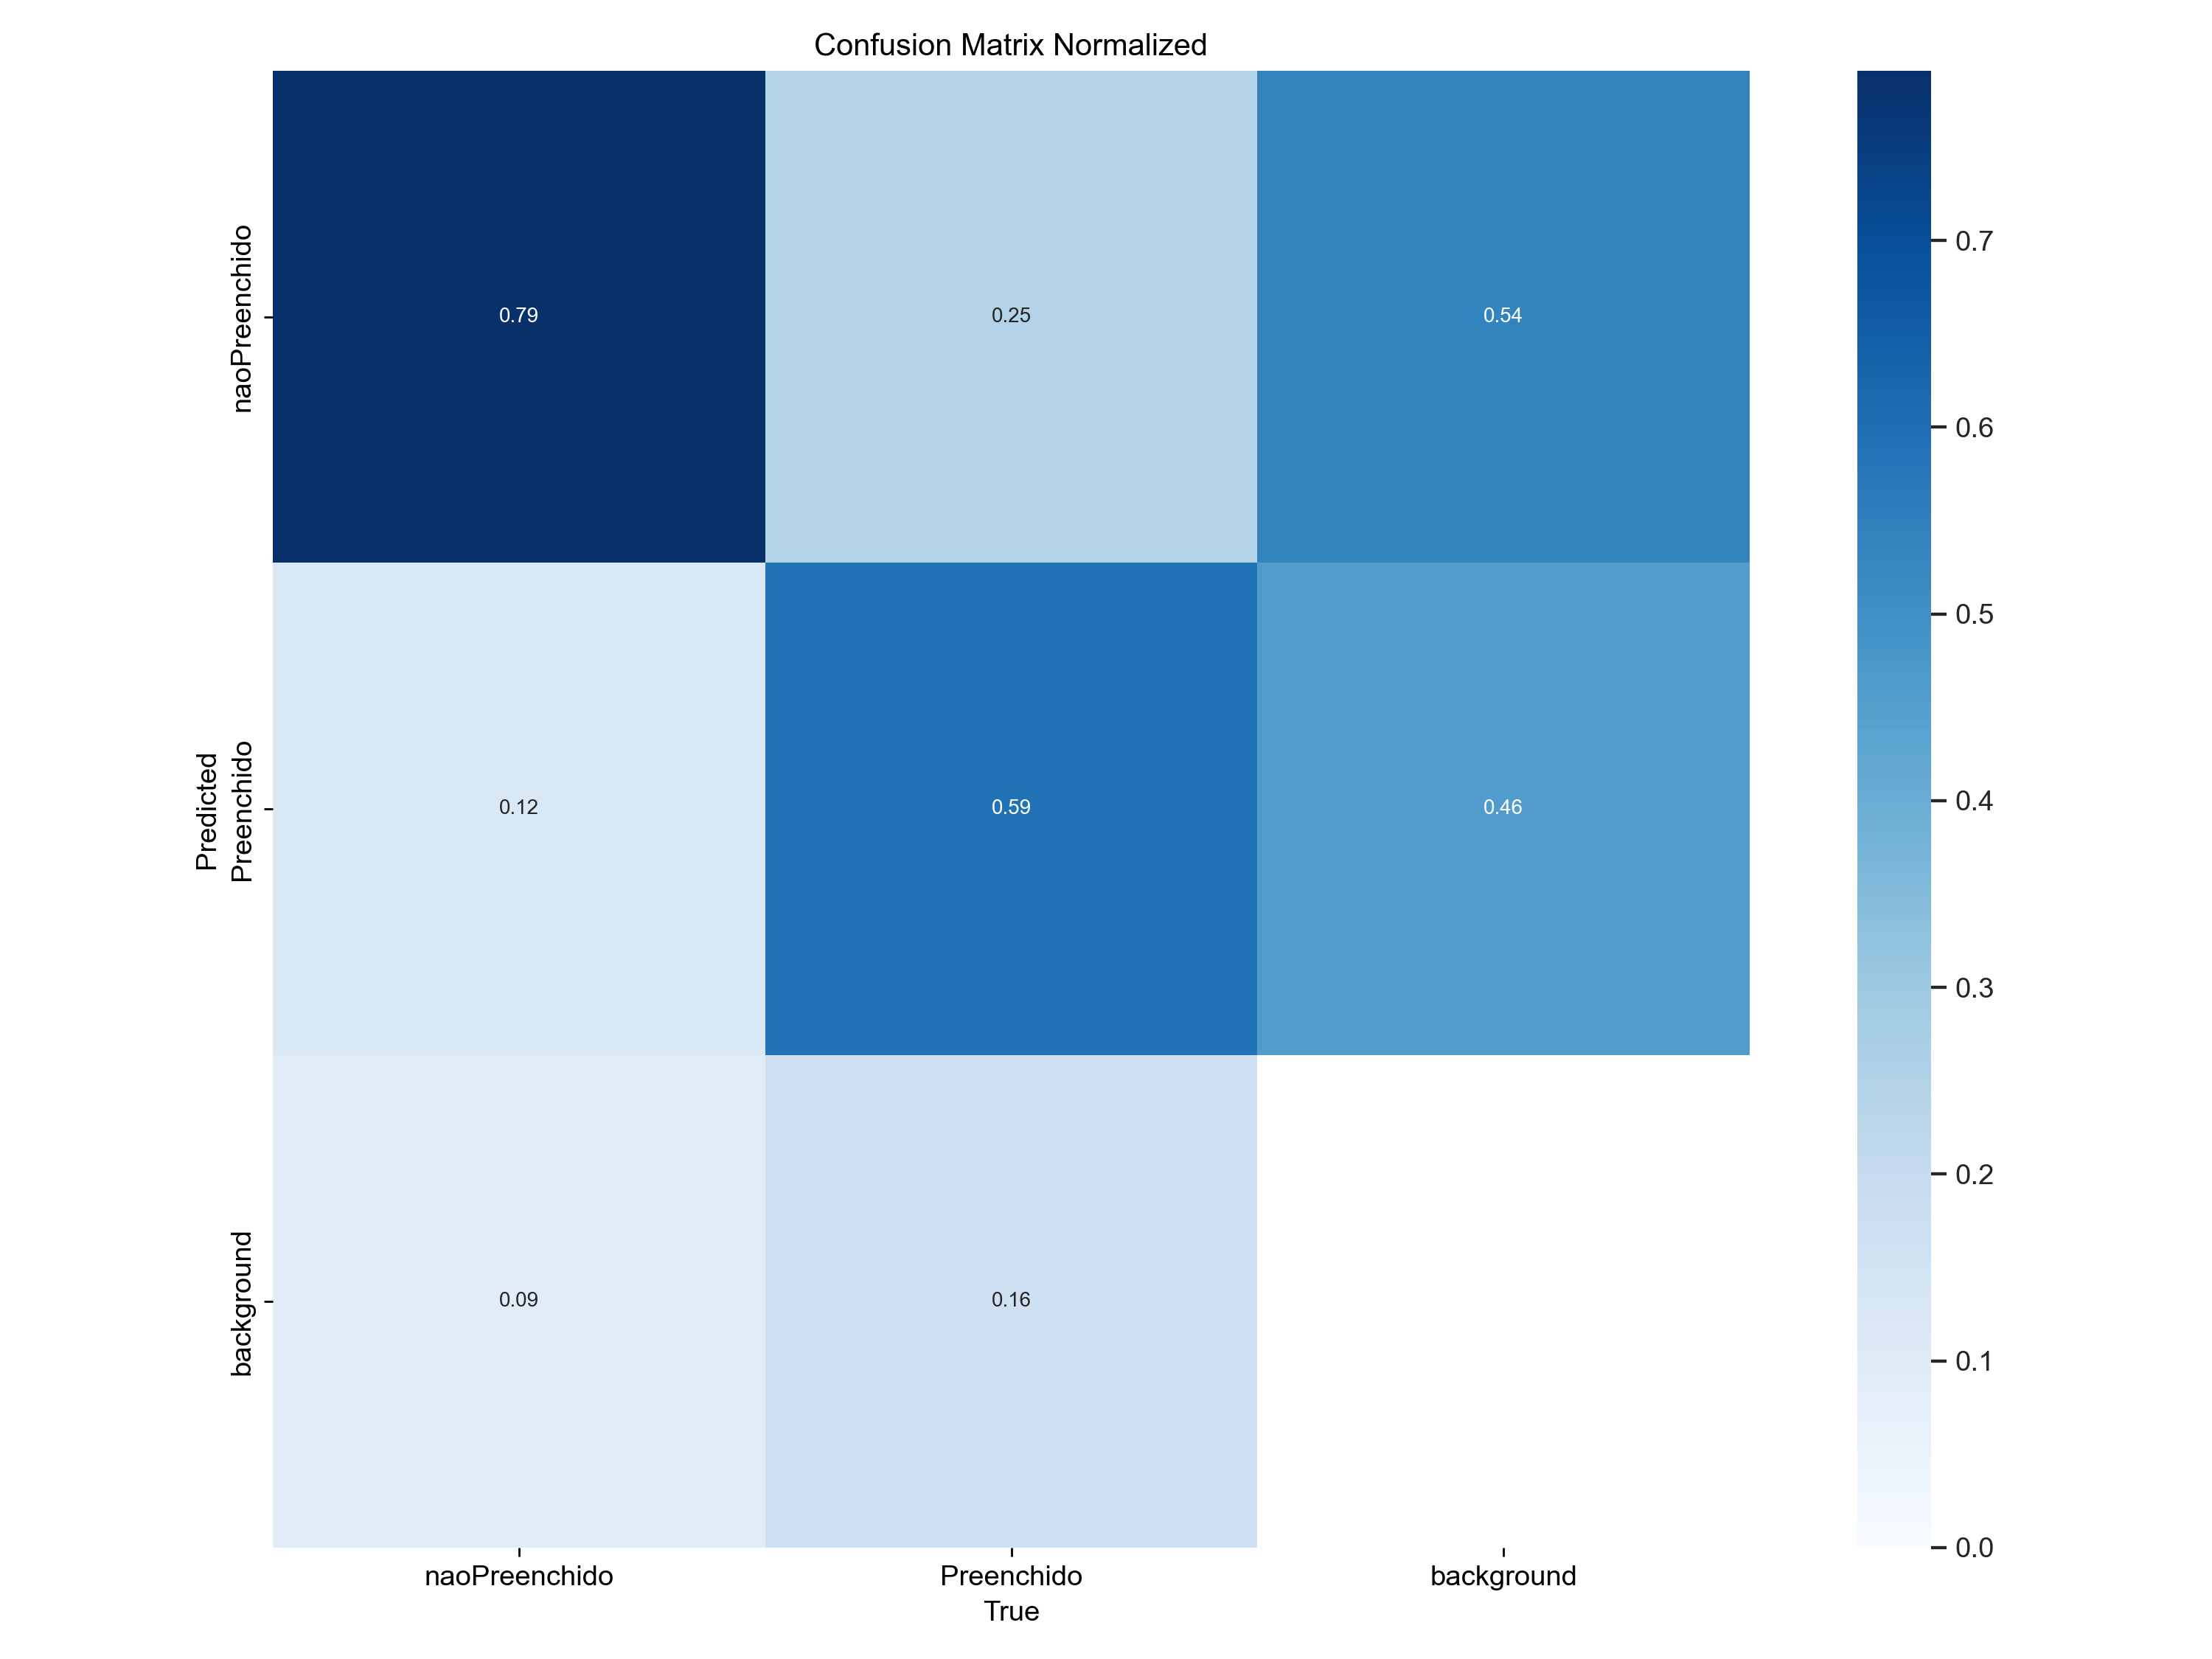 Confusion Matrix Normalized
naoPreenchido
0.79
0.25
0.54
Predicted
Preenchido
0.12
0.59
0.46
background
0.09
0.16
naoPreenchido
Preenchido
background
True
0.7
0.6
0.5
0.4
0.3
0.2
0.1
0.0